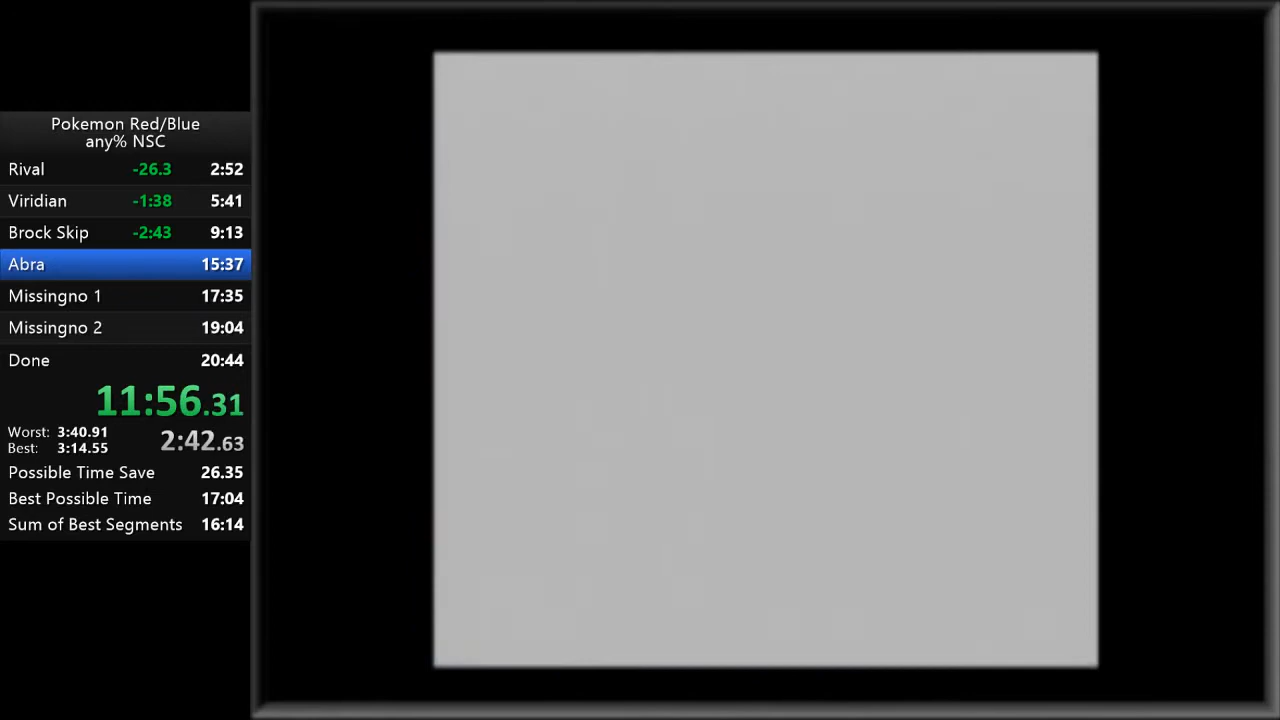 Pokemon Red/Blue
any% NSC
Rival -26.3 2:52
Viridian -1:38 5:41
Brock Skip -2:43 9:13
Abra 15:37
Missingno 1 17:35
Missingno 2 19:04
Done 20:44
11:56.31
Worst: 3:40.91
Best: 3:14.55
2:42.63
Possible Time Save 26.35
Best Possible Time 17:04
Sum of Best Segments 16:14